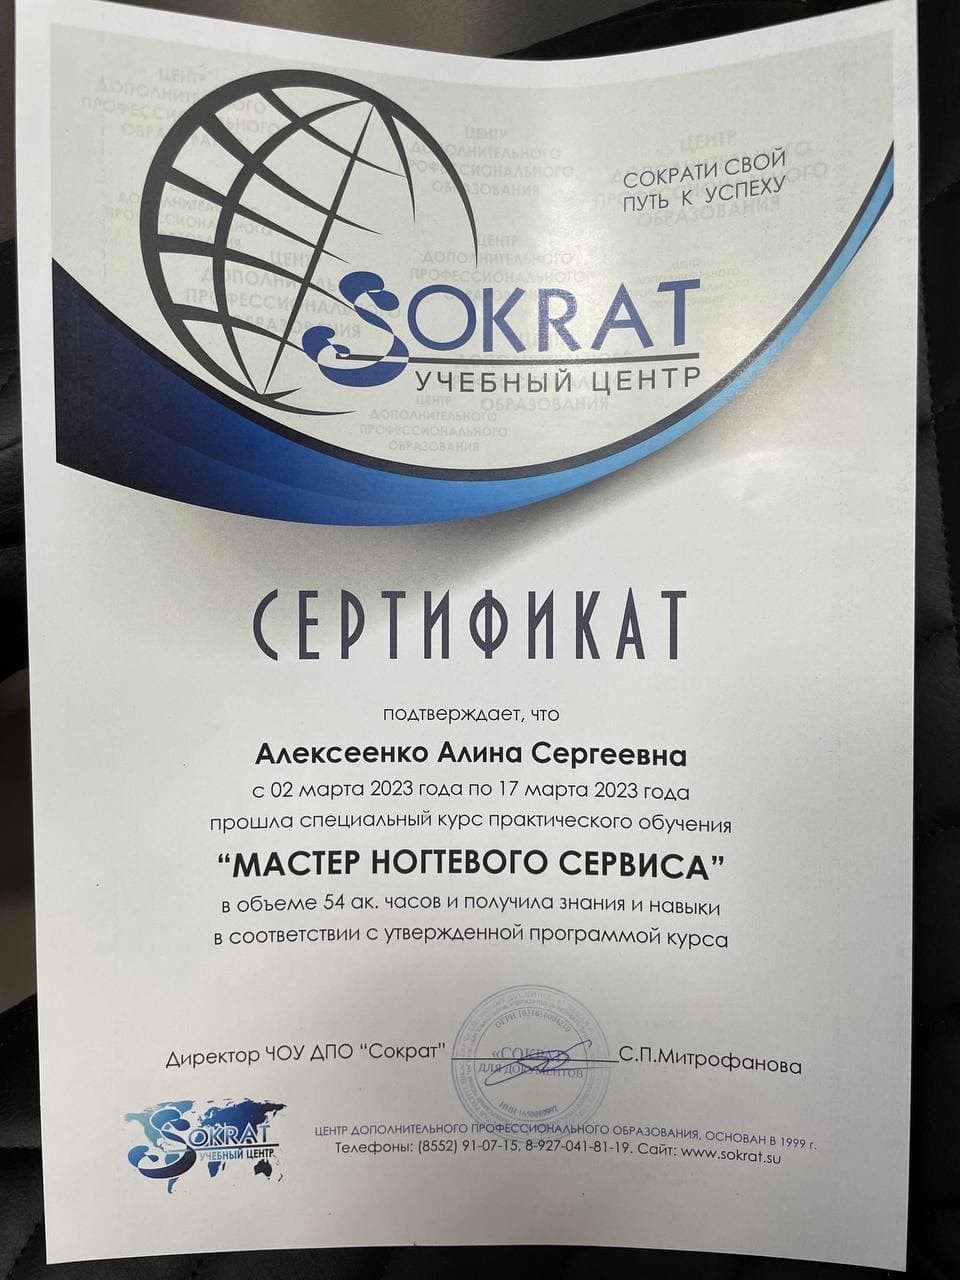 СОКРАТИ СВОЙ
ПУТЬ К УСПЕХУ
SOKRAT
УЧЕБНЫЙ ЦЕНТР
ЦЕНТР
ДОПОЛНИТЕЛЬНОГО
ПРОФЕССИОНАЛЬНОГО
ОБРАЗОВАНИЯ
СЕРТИФИКАТ
подтверждает, что
Алексеенко Алина Сергеевна
с 02 марта 2023 года по 17 марта 2023 года
прошла специальный курс практического обучения
“МАСТЕР НОГТЕВОГО СЕРВИСА”
в объеме 54 ак. часов и получила знания и навыки
в соответствии с утвержденной программой курса
Директор ЧОУ ДПО “Сократ” С.П.Митрофанова
«СОКРАТ»
ДЛЯ ДОКУМЕНТОВ
SOKRAT
УЧЕБНЫЙ ЦЕНТР
ЦЕНТР ДОПОЛНИТЕЛЬНОГО ПРОФЕССИОНАЛЬНОГО ОБРАЗОВАНИЯ, ОСНОВАН В 1999 г.
Телефоны: (8552) 91-07-15, 8-927-041-81-19. Сайт: www.sokrat.su